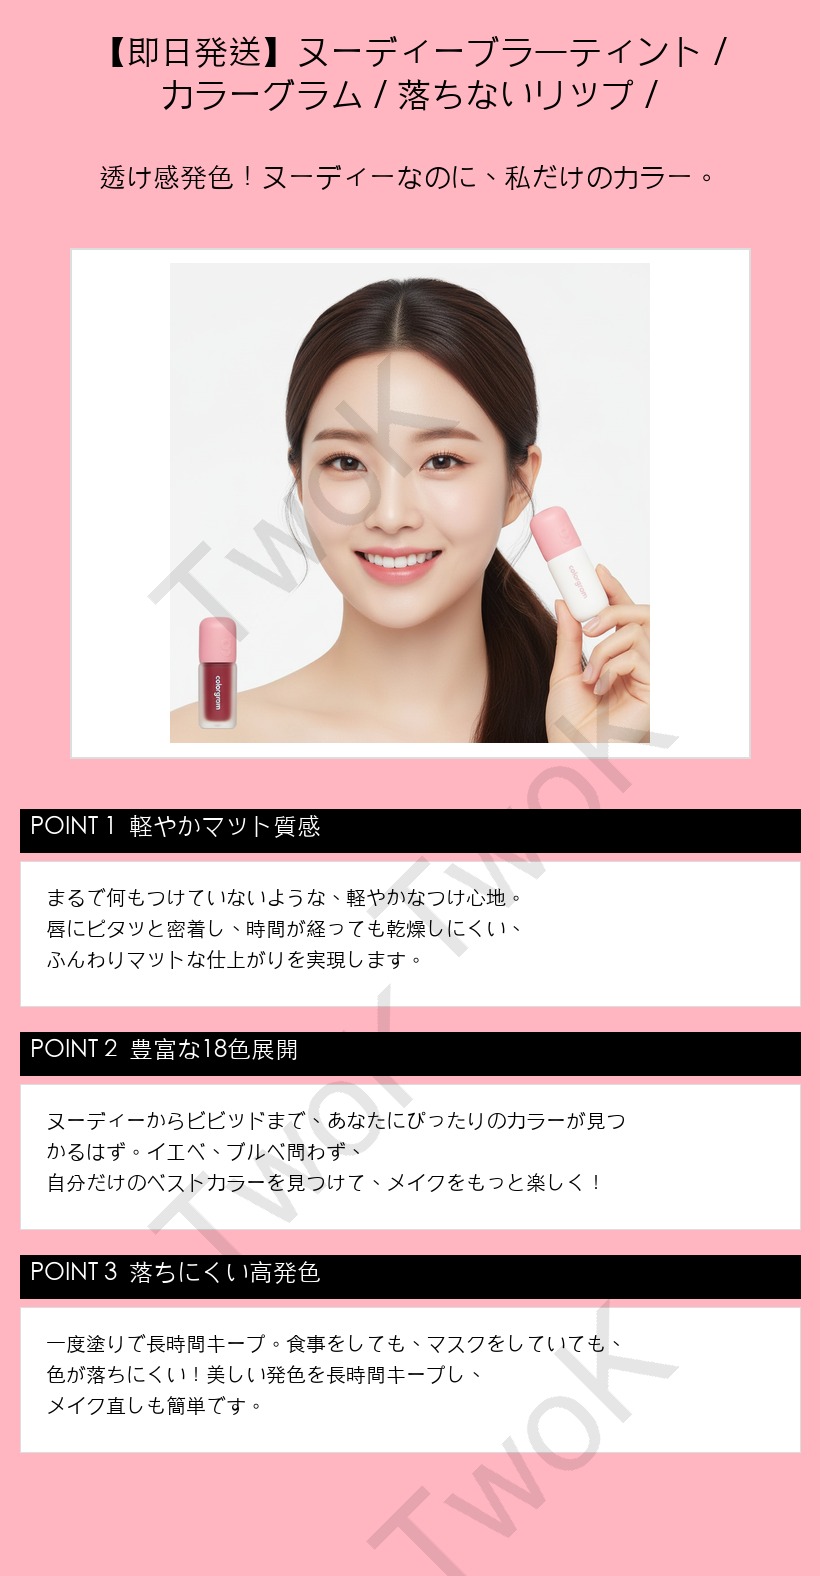 【即日発送】ヌーディーブラーティント /
カラーグラム / 落ちないリップ /
透け感発色！ヌーディーなのに、私だけのカラー。
colorgram
colorgram
POINT 1 軽やかマット質感
まるで何もつけていないような、軽やかなつけ心地。
唇にピタッと密着し、時間が経っても乾燥しにくい、
ふんわりマットな仕上がりを実現します。
POINT 2 豊富な18色展開
ヌーディーからビビッドまで、あなたにぴったりのカラーが見つ
かるはず。イエベ、ブルベ問わず、
自分だけのベストカラーを見つけて、メイクをもっと楽しく！
POINT 3 落ちにくい高発色
一度塗りで長時間キープ。食事をしても、マスクをしていても、
色が落ちにくい！美しい発色を長時間キープし、
メイク直しも簡単です。
TwoK
TwoK
TwoK
TwoK